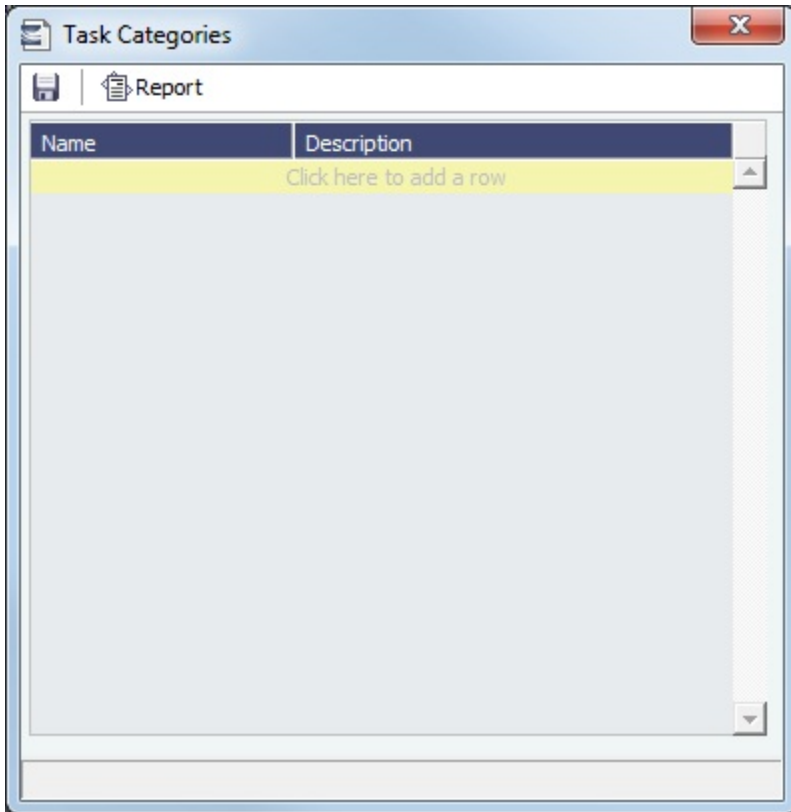 Task Categories
Report
Name Description
Click here to add a row